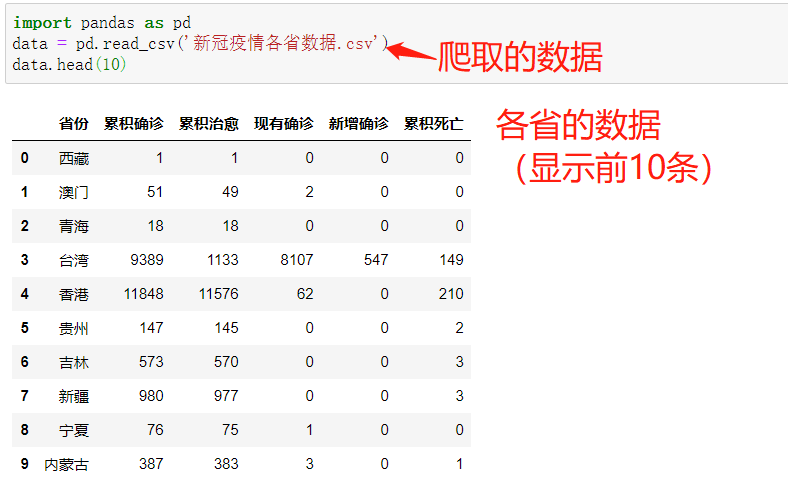 import pandas as pd
data = pd.read_csv('新冠疫情各省数据.csv')
data.head(10)
爬取的数据
各省的数据
（显示前10条）
省份 累积确诊 累积治愈 现有确诊 新增确诊 累积死亡
0 西藏 1 1 0 0 0
1 澳门 51 49 2 0 0
2 青海 18 18 0 0 0
3 台湾 9389 1133 8107 547 149
4 香港 11848 11576 62 0 210
5 贵州 147 145 0 0 2
6 吉林 573 570 0 0 3
7 新疆 980 977 0 0 3
8 宁夏 76 75 1 0 0
9 内蒙古 387 383 3 0 1